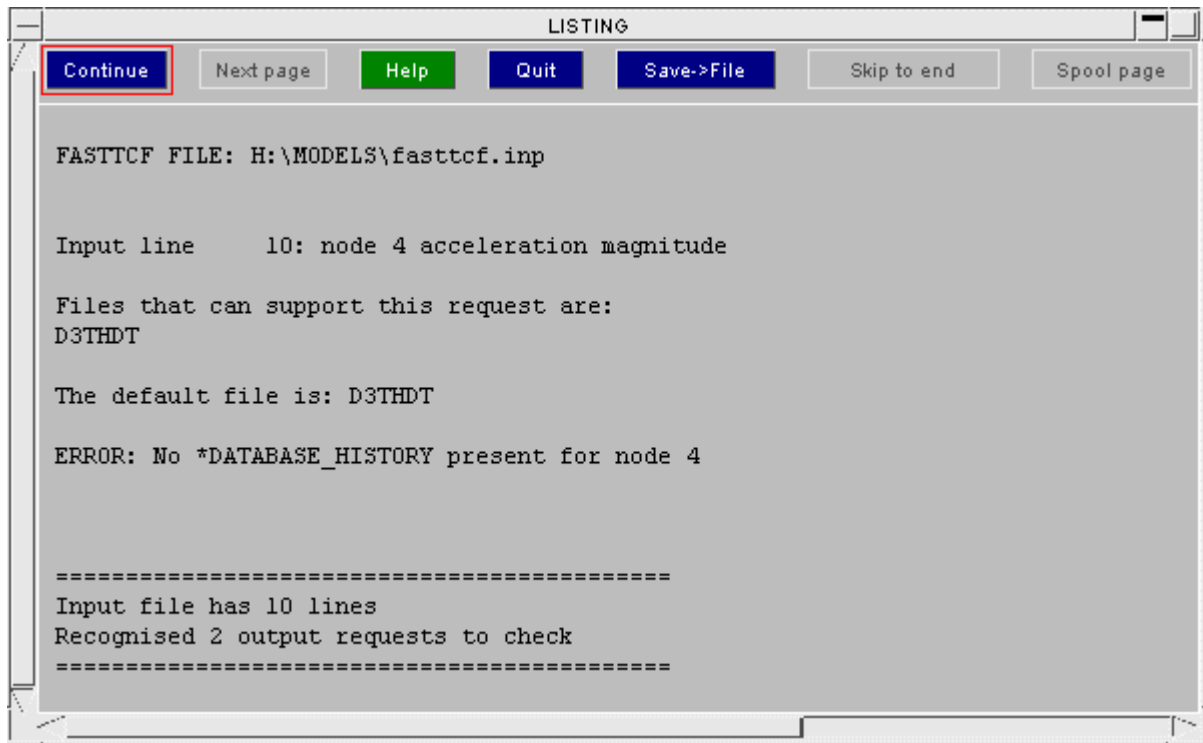 LISTING
Continue Next page Help Quit Save->File Skip to end Spool page
FASTTCF FILE: H:\MODELS\fasttcf.inp
Input line     10: node 4 acceleration magnitude
Files that can support this request are:
D3THDT
The default file is: D3THDT
ERROR: No *DATABASE_HISTORY present for node 4
============================================
Input file has 10 lines
Recognised 2 output requests to check
============================================